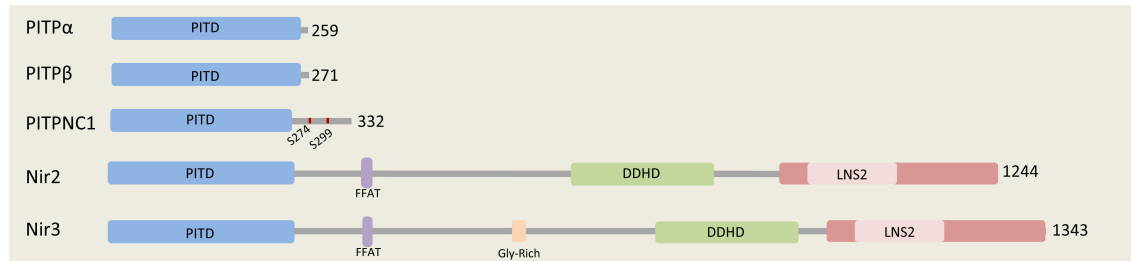 PITPα PITD 259
PITPβ PITD 271
PITPNC1 PITD 332
S274 S299
Nir2 PITD DDHD LNS2 1244
FFAT
Nir3 PITD DDHD LNS2 1343
FFAT Gly-Rich